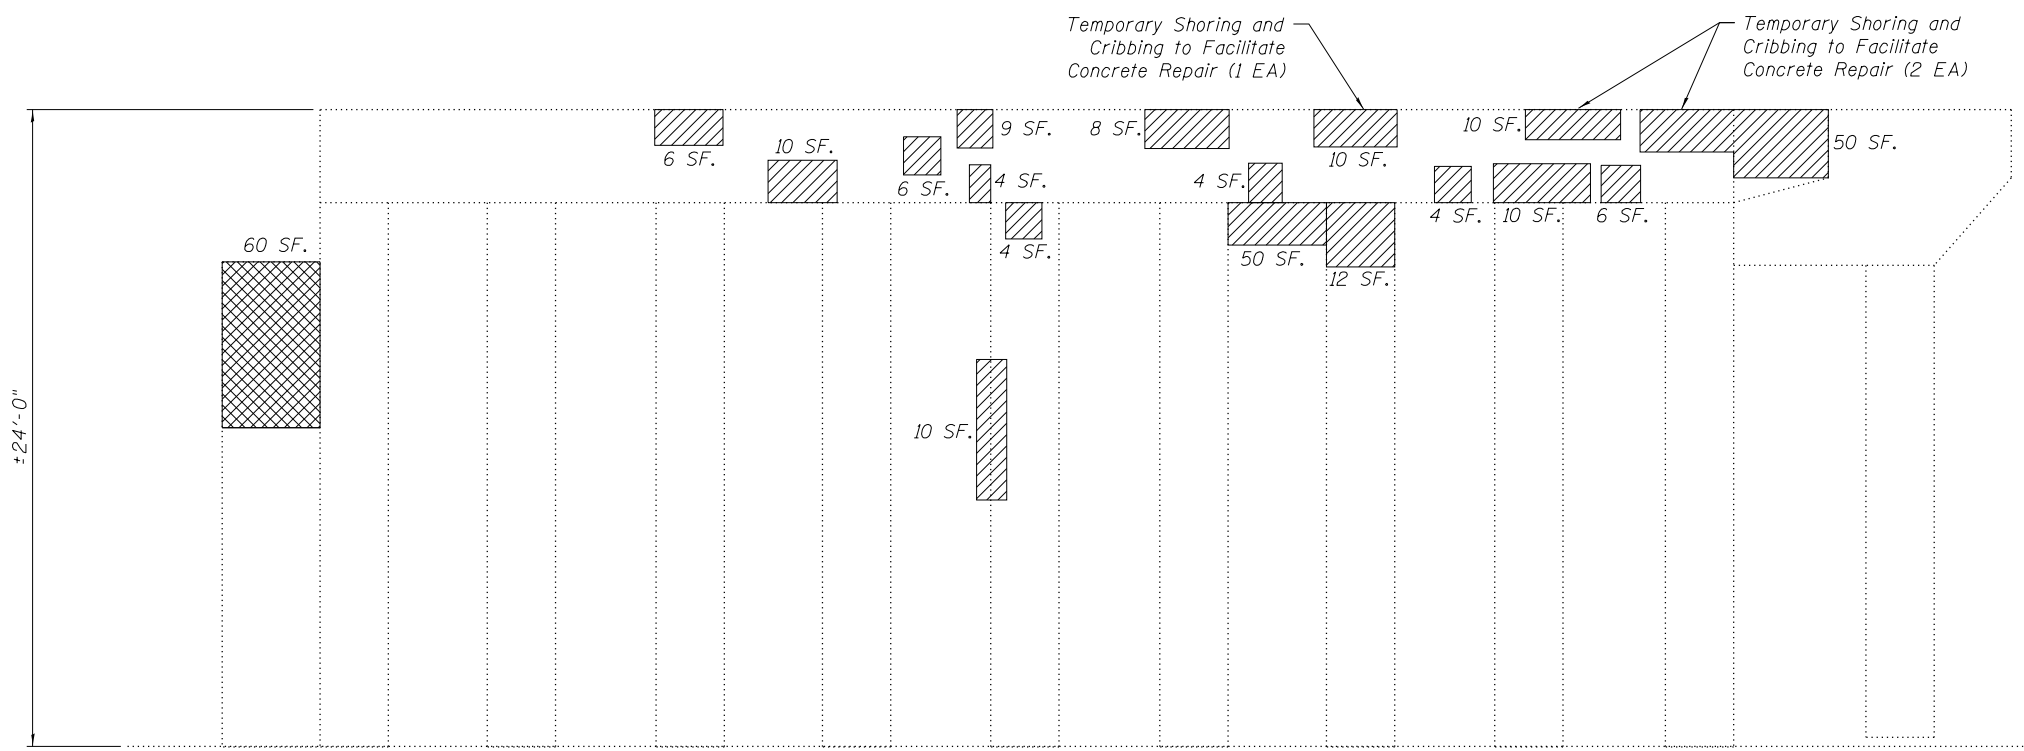 Temporary Shoring and
Cribbing to Facilitate
Concrete Repair (1 EA)
Temporary Shoring and
Cribbing to Facilitate
Concrete Repair (2 EA)
6 SF.
10 SF.
6 SF.
9 SF.
4 SF.
4 SF.
8 SF.
4 SF.
10 SF.
10 SF.
50 SF.
4 SF.
10 SF.
6 SF.
50 SF.
12 SF.
60 SF.
10 SF.
±24'-0"